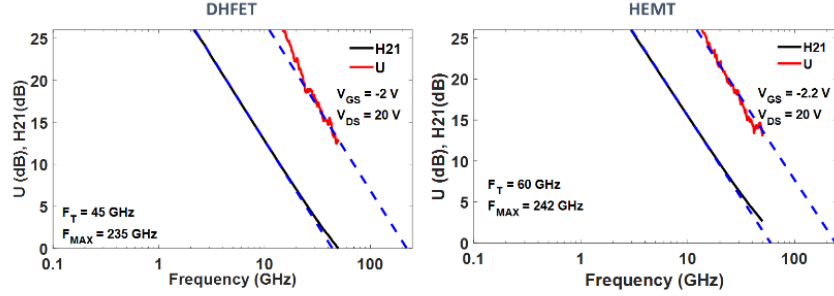 DHFET
25
20
15
10
5
0
U (dB), H21(dB)
H21
U
V_GS = -2 V
V_DS = 20 V
F_T = 45 GHz
F_MAX = 235 GHz
0.1
1
10
100
Frequency (GHz)
HEMT
25
20
15
10
5
0
U (dB), H21(dB)
H21
U
V_GS = -2.2 V
V_DS = 20 V
F_T = 60 GHz
F_MAX = 242 GHz
0.1
1
10
100
Frequency (GHz)